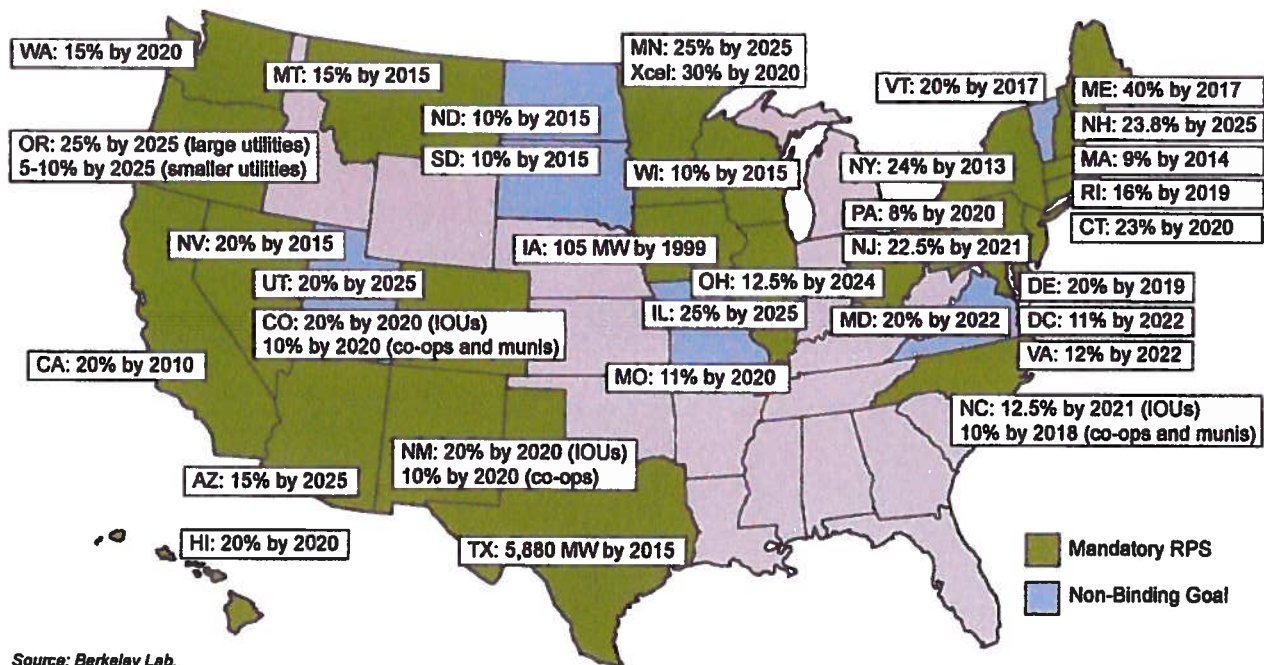 WA: 15% by 2020
MT: 15% by 2015
MN: 25% by 2025
Xcel: 30% by 2020
VT: 20% by 2017
ME: 40% by 2017
ND: 10% by 2015
NH: 23.8% by 2025
OR: 25% by 2025 (large utilities)
5-10% by 2025 (smaller utilities)
SD: 10% by 2015
WI: 10% by 2015
NY: 24% by 2013
MA: 9% by 2014
RI: 16% by 2019
PA: 8% by 2020
CT: 23% by 2020
NV: 20% by 2015
IA: 105 MW by 1999
NJ: 22.5% by 2021
UT: 20% by 2025
OH: 12.5% by 2024
DE: 20% by 2019
CO: 20% by 2020 (IOUs)
10% by 2020 (co-ops and munis)
IL: 25% by 2025
MD: 20% by 2022
DC: 11% by 2022
VA: 12% by 2022
CA: 20% by 2010
MO: 11% by 2020
NC: 12.5% by 2021 (IOUs)
10% by 2018 (co-ops and munis)
NM: 20% by 2020 (IOUs)
10% by 2020 (co-ops)
AZ: 15% by 2025
HI: 20% by 2020
TX: 5,880 MW by 2015
Mandatory RPS
Non-Binding Goal
Source: Berkeley Lab.